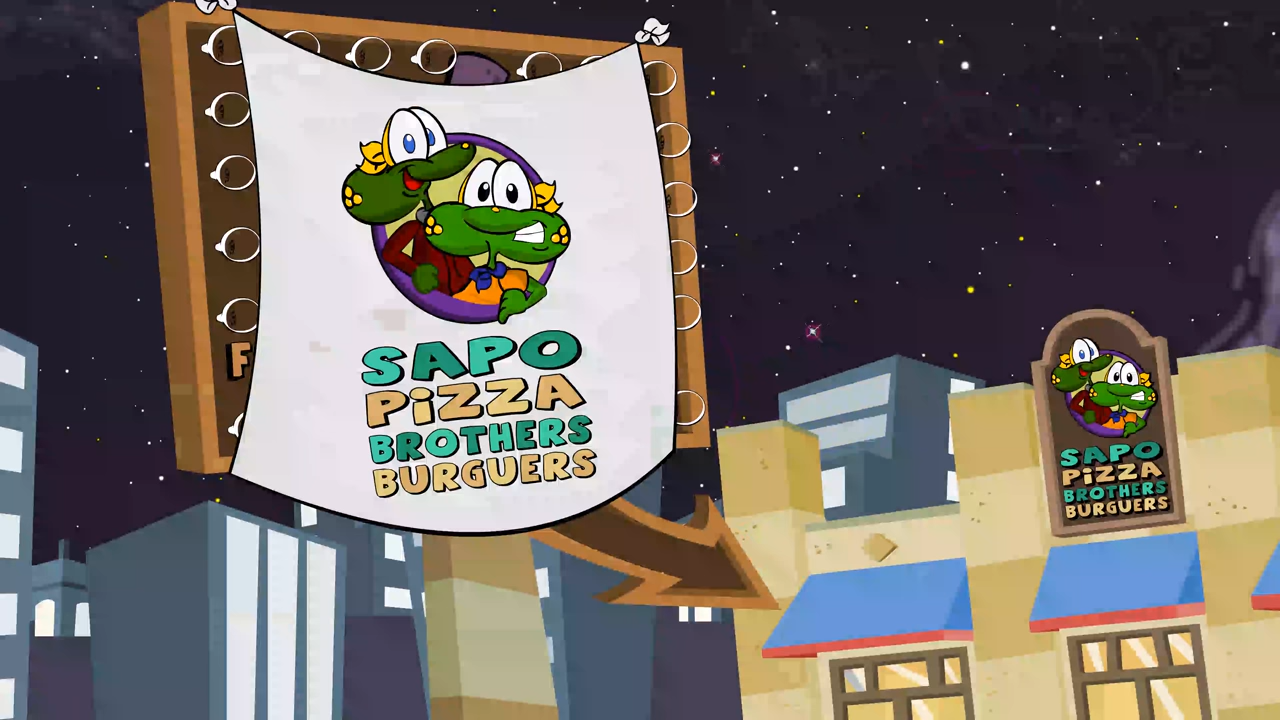 SAPO
PiZZA
BROTHERS
BURGUERS
F
SAPO
PiZZA
BROTHERS
BURGUERS